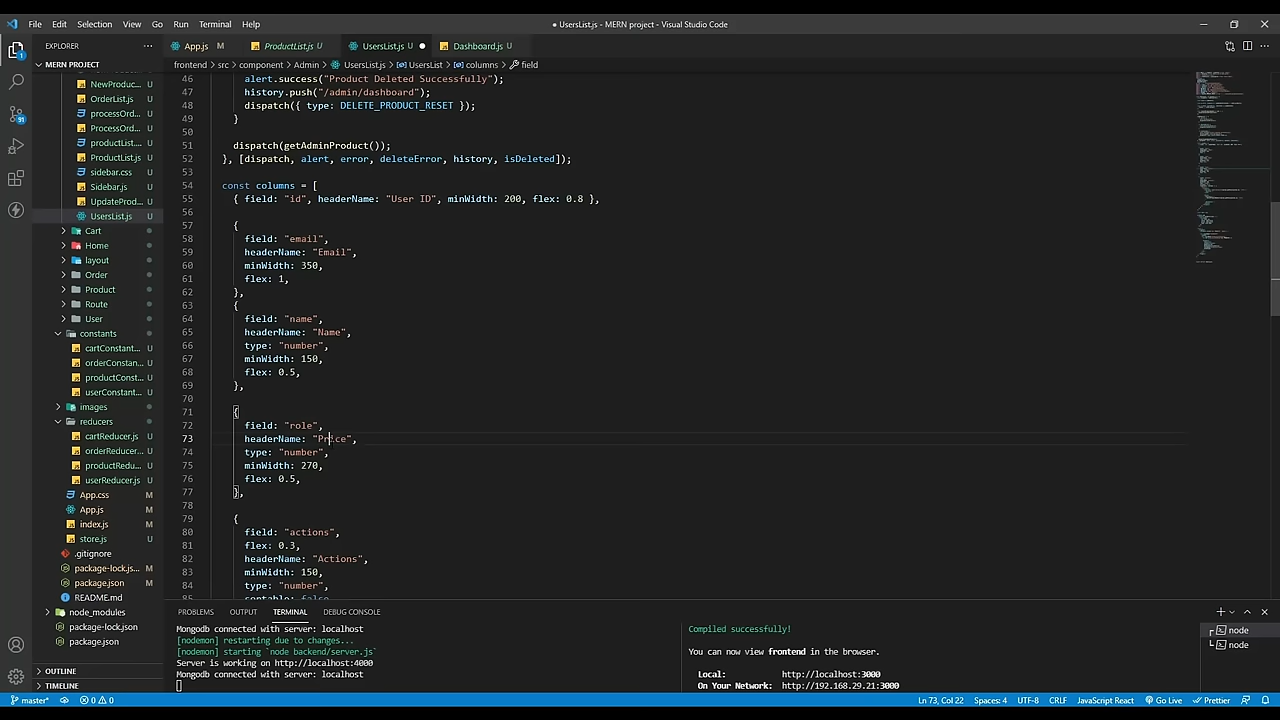 File Edit Selection View Go Run Terminal Help
● UsersList.js - MERN project - Visual Studio Code
EXPLORER ···
App.js M
ProductList.js U
UsersList.js U ●
Dashboard.js U
MERN PROJECT
frontend > src > component > Admin > UsersList.js > UsersList > columns > field
NewProduc... U
OrderList.js U
processOrd... U
ProcessOrd... U
productList.... U
ProductList.js U
sidebar.css U
Sidebar.js U
UpdateProd... U
UsersList.js U
Cart
Home
layout
Order
Product
Route
User
constants
cartConstant... U
orderConstan... U
productConst... U
userConstant... U
images
reducers
cartReducer.js U
orderReducer... U
productRedu... U
userReducer.js U
App.css M
App.js M
index.js M
store.js U
.gitignore
package-lock.js... M
package.json M
README.md
node_modules
package-lock.json
package.json
OUTLINE
TIMELINE
46 alert.success("Product Deleted Successfully");
47 history.push("/admin/dashboard");
48 dispatch({ type: DELETE_PRODUCT_RESET });
49 }
50
51 dispatch(getAdminProduct());
52 }, [dispatch, alert, error, deleteError, history, isDeleted]);
53
54 const columns = [
55 { field: "id", headerName: "User ID", minWidth: 200, flex: 0.8 },
56
57 {
58 field: "email",
59 headerName: "Email",
60 minWidth: 350,
61 flex: 1,
62 },
63 {
64 field: "name",
65 headerName: "Name",
66 type: "number",
67 minWidth: 150,
68 flex: 0.5,
69 },
70
71 {
72 field: "role",
73 headerName: "Price",
74 type: "number",
75 minWidth: 270,
76 flex: 0.5,
77 },
78
79 {
80 field: "actions",
81 flex: 0.3,
82 headerName: "Actions",
83 minWidth: 150,
84 type: "number",
85 sortable: false,
PROBLEMS OUTPUT TERMINAL DEBUG CONSOLE
Mongodb connected with server: localhost
[nodemon] restarting due to changes...
[nodemon] starting `node backend/server.js`
Server is working on http://localhost:4000
Mongodb connected with server: localhost
Compiled successfully!
You can now view frontend in the browser.
Local: http://localhost:3000
On Your Network: http://192.168.29.21:3000
node
node
master* 0 0 Ln 73, Col 22 Spaces: 4 UTF-8 CRLF JavaScript React Go Live Prettier